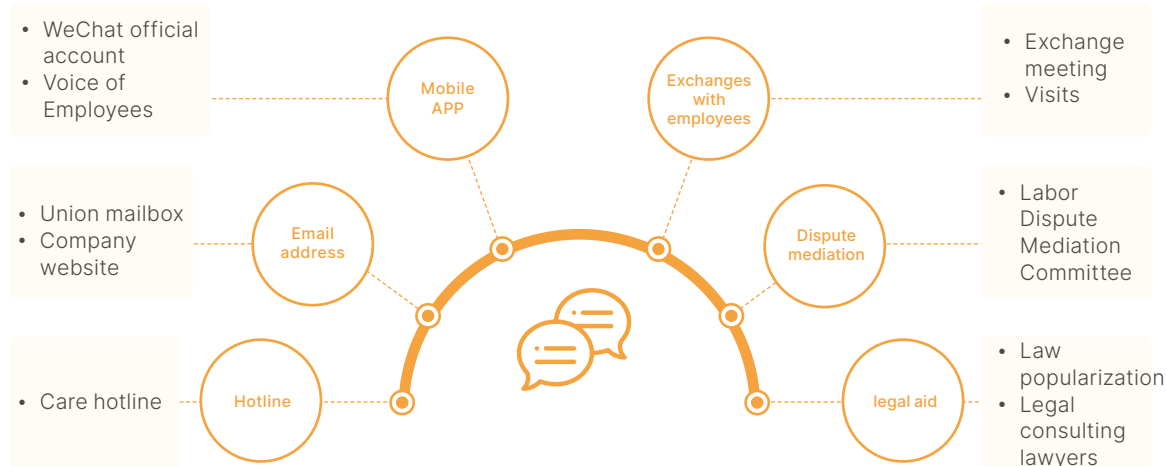 • WeChat official
account
• Voice of
Employees
Mobile
APP
Exchanges
with
employees
• Exchange
meeting
• Visits
• Union mailbox
• Company
website
Email
address
Dispute
mediation
• Labor
Dispute
Mediation
Committee
• Care hotline
Hotline
legal aid
• Law
popularization
• Legal
consulting
lawyers